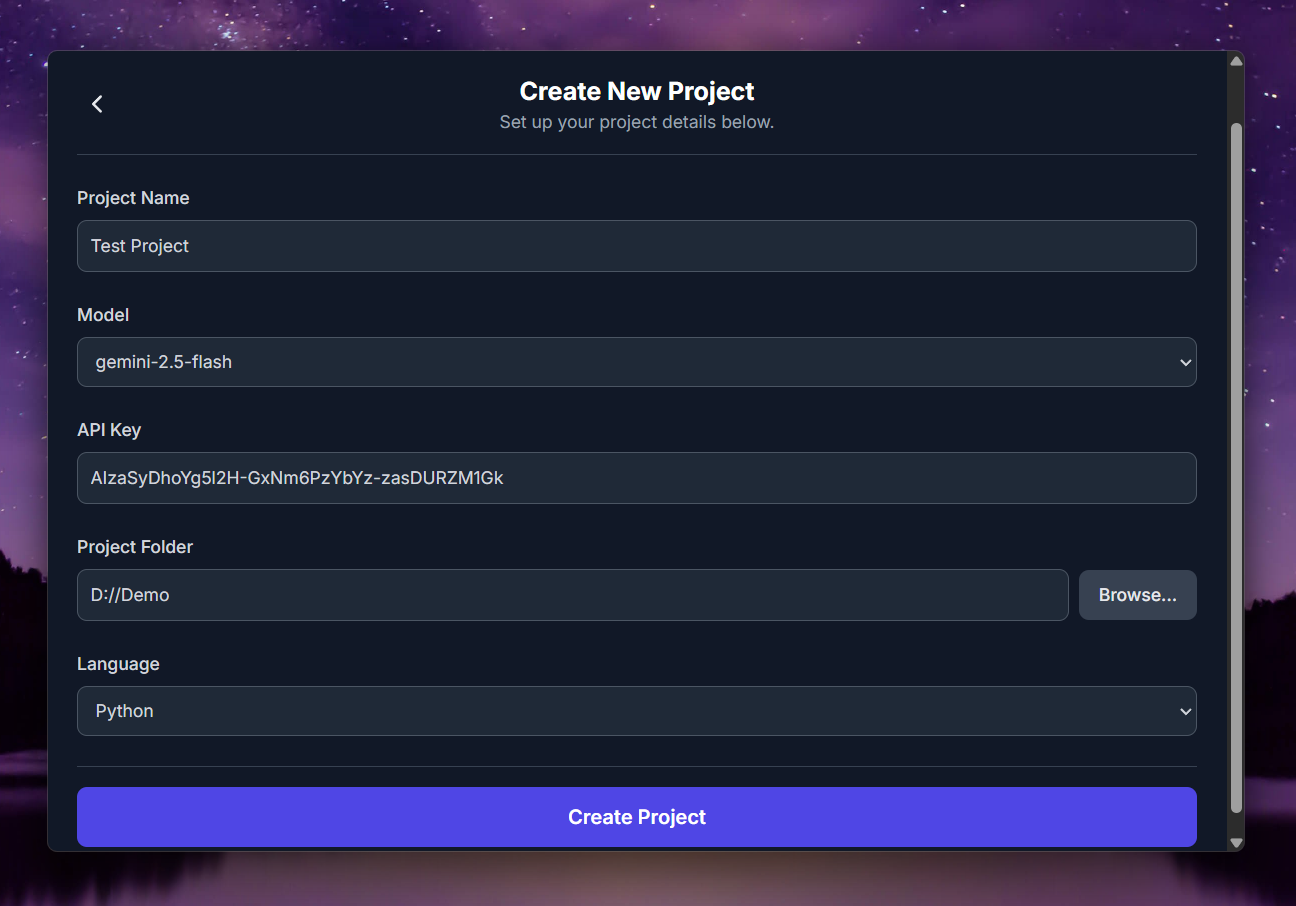 Create New Project
Set up your project details below.
Project Name
Test Project
Model
gemini-2.5-flash
API Key
AIzaSyDhoYg5I2H-GxNm6PzYbYz-zasDURZM1Gk
Project Folder
D://Demo
Browse...
Language
Python
Create Project